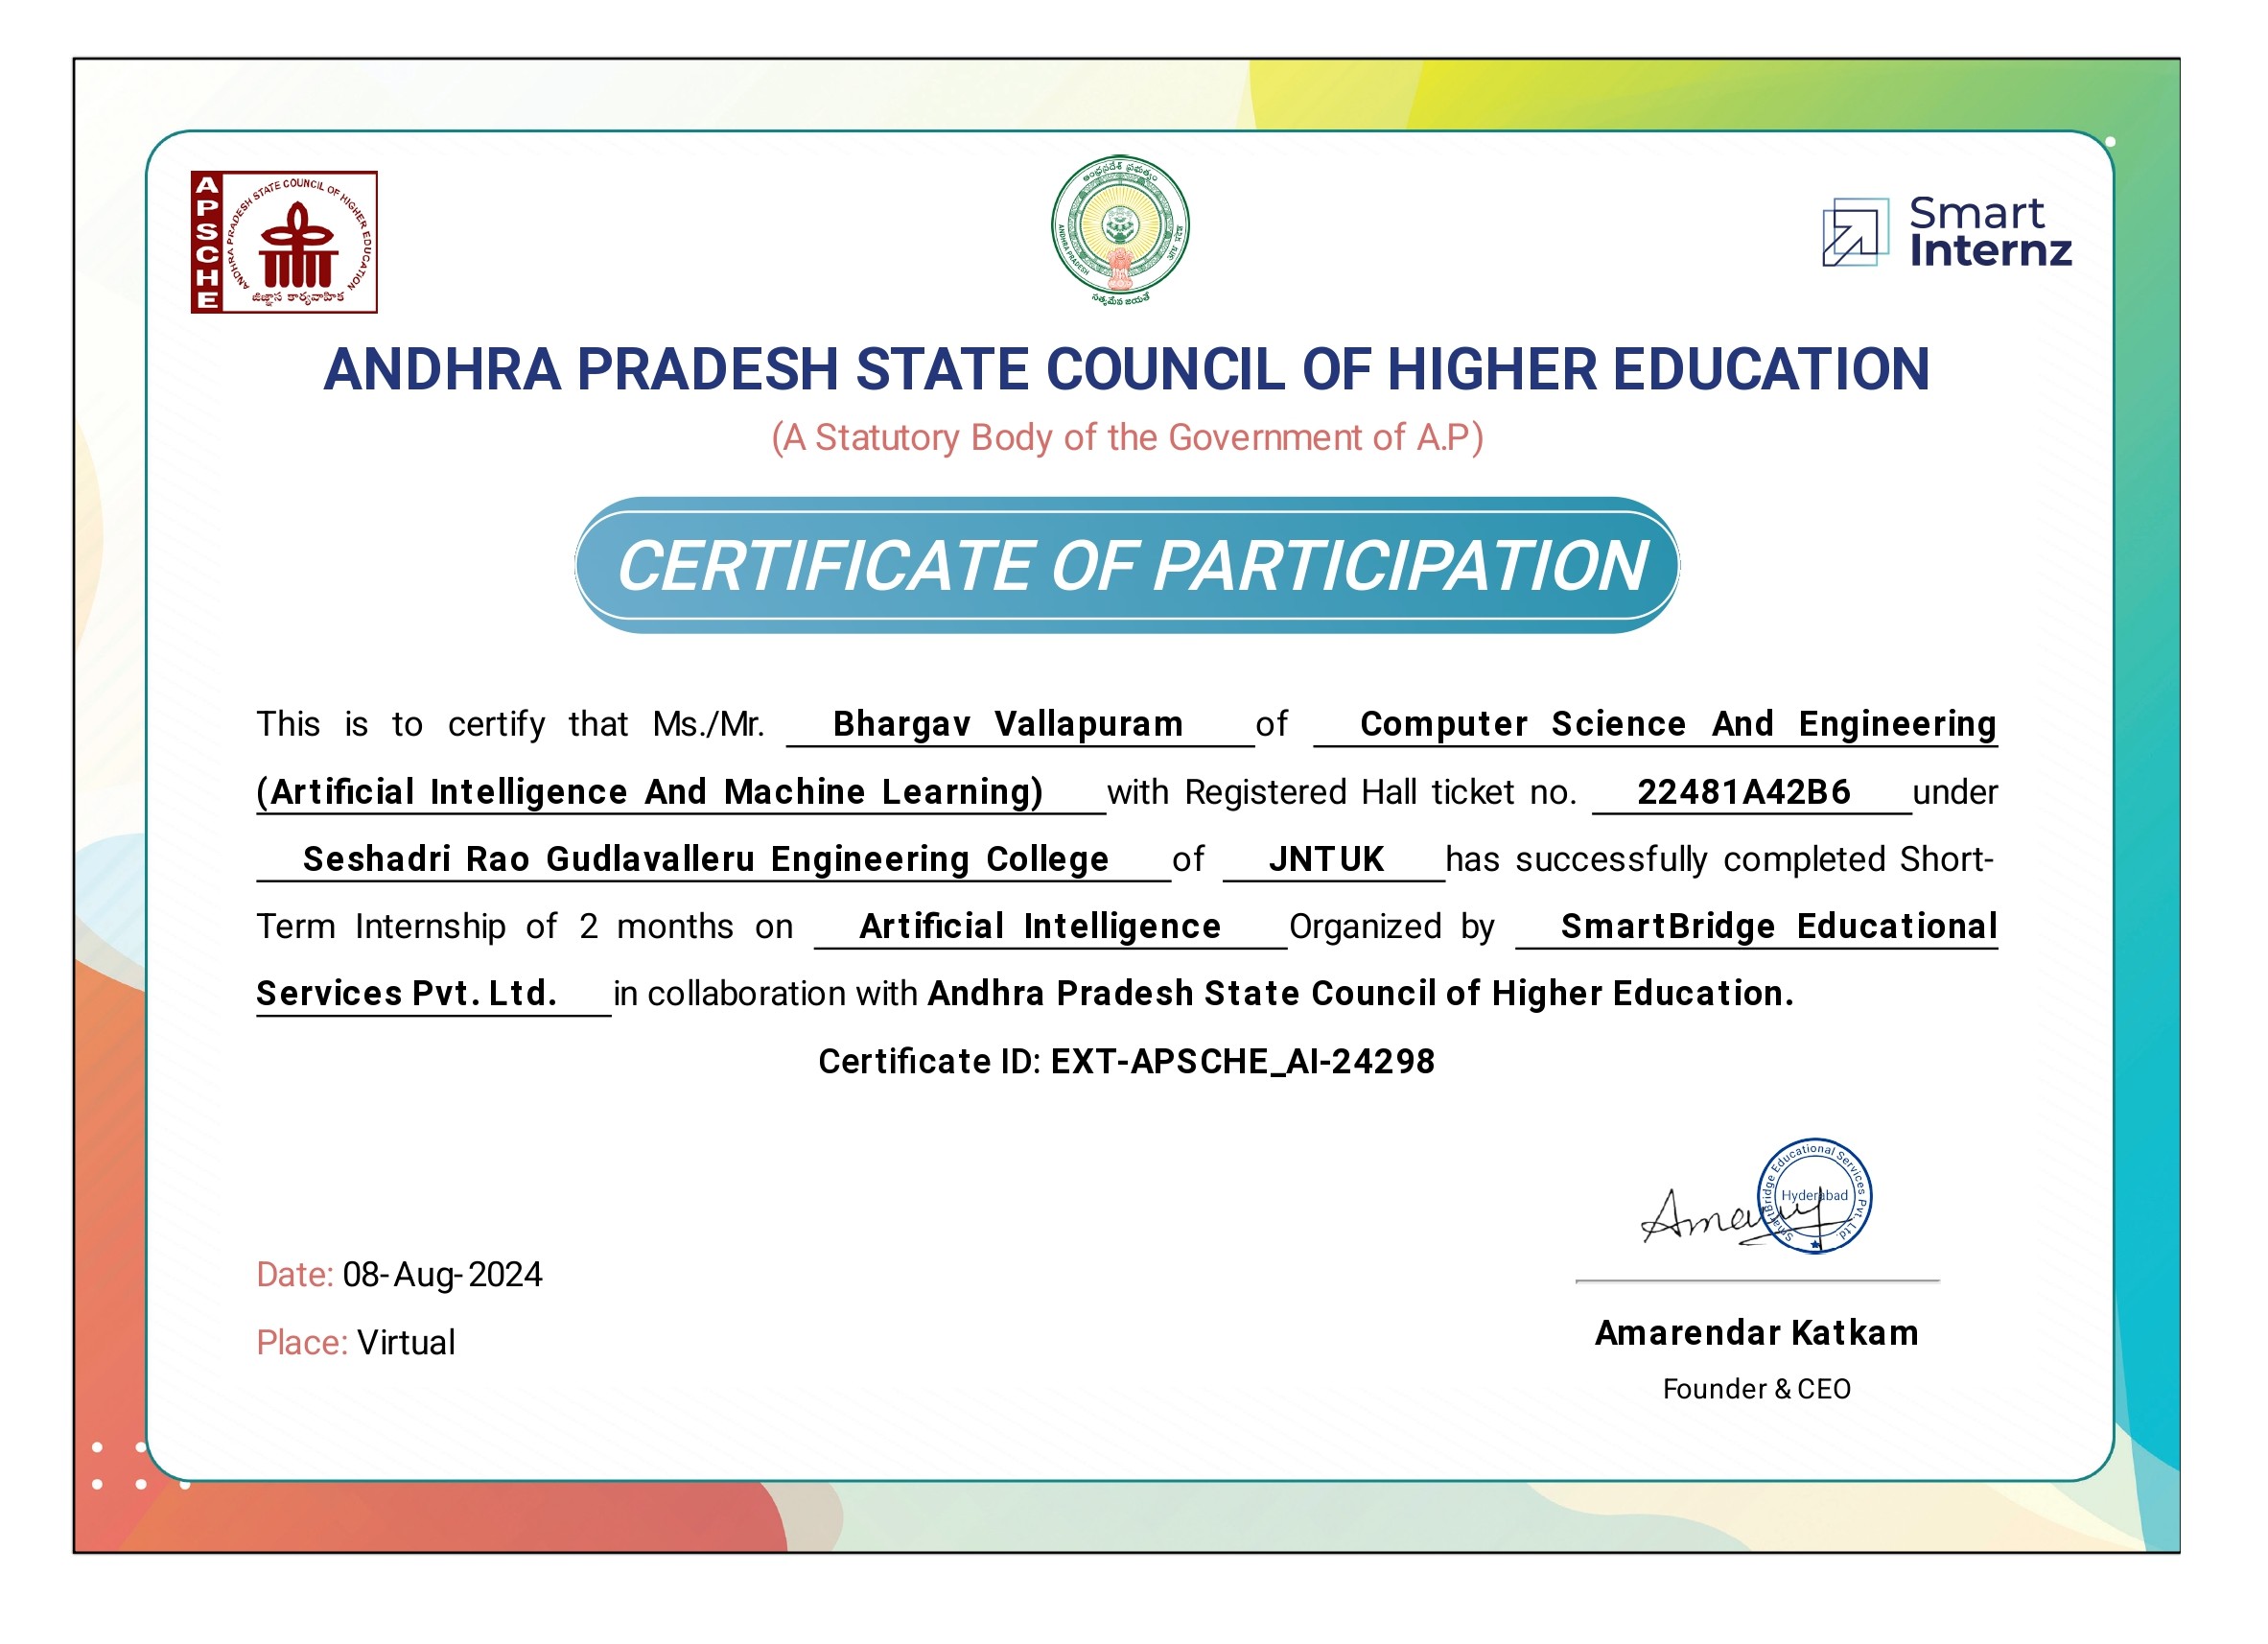 APSCHE
ANDHRA PRADESH STATE COUNCIL OF HIGHER EDUCATION
జిజ్ఞాస కార్యవాహిక
ఆంధ్రప్రదేశ్ ప్రభుత్వం
ANDHRA PRADESH
సత్యమేవ జయతే
Smart
Internz
ANDHRA PRADESH STATE COUNCIL OF HIGHER EDUCATION
(A Statutory Body of the Government of A.P)
CERTIFICATE OF PARTICIPATION
This is to certify that Ms./Mr. Bhargav Vallapuram of Computer Science And Engineering
(Artificial Intelligence And Machine Learning) with Registered Hall ticket no. 22481A42B6 under
Seshadri Rao Gudlavalleru Engineering College of JNTUK has successfully completed Short-
Term Internship of 2 months on Artificial Intelligence Organized by SmartBridge Educational
Services Pvt. Ltd. in collaboration with Andhra Pradesh State Council of Higher Education.
Certificate ID: EXT-APSCHE_AI-24298
SmartBridge Educational Services Pvt. Ltd.
Hyderabad
Date: 08-Aug-2024
Place: Virtual
Amarendar Katkam
Founder & CEO